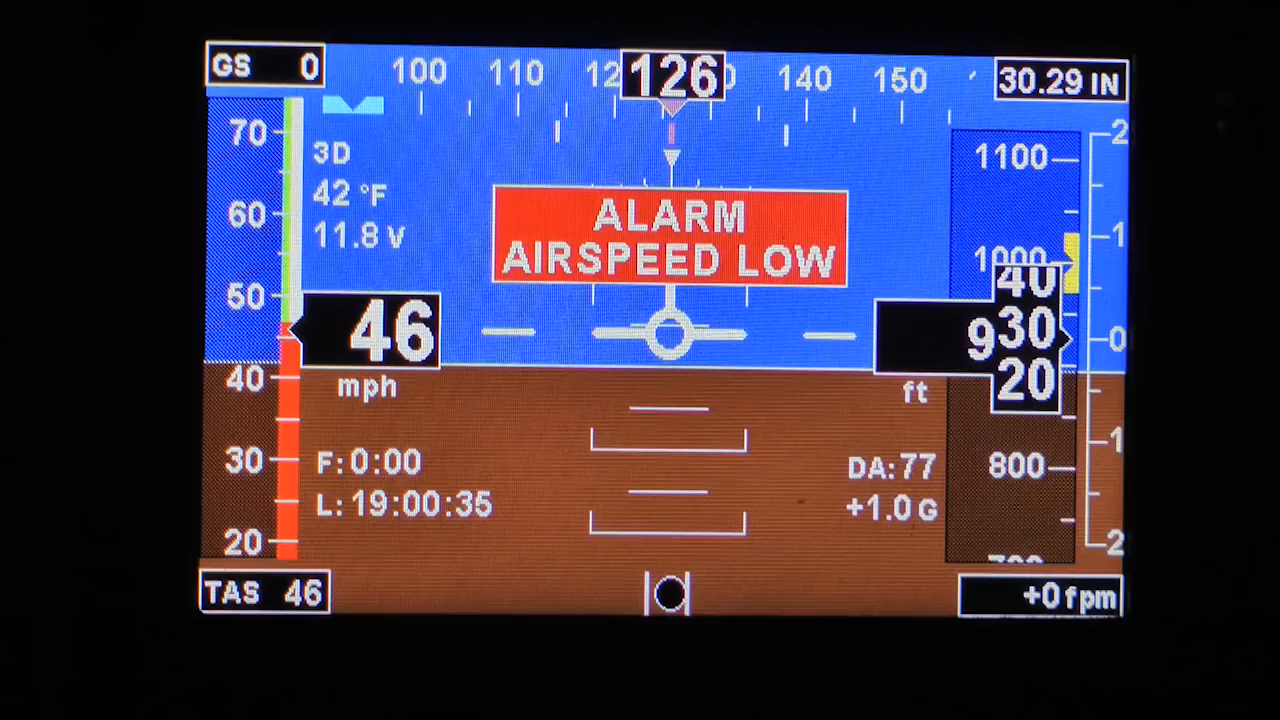 GS 0
100 110 12 126 0 140 150
30.29 IN
70
60
50
40
30
20
3D
42 °F
11.8 V
ALARM
AIRSPEED LOW
46
mph
F:0:00
L:19:00:35
TAS 46
1100
1000
40
930
20
ft
800
DA:77
+1.0 G
2
1
0
1
2
+0fpm